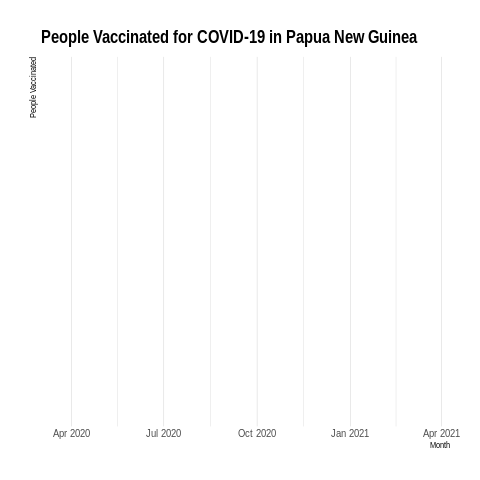 People Vaccinated for COVID-19 in Papua New Guinea
People Vaccinated
Apr 2020
Jul 2020
Oct 2020
Jan 2021
Apr 2021
Month